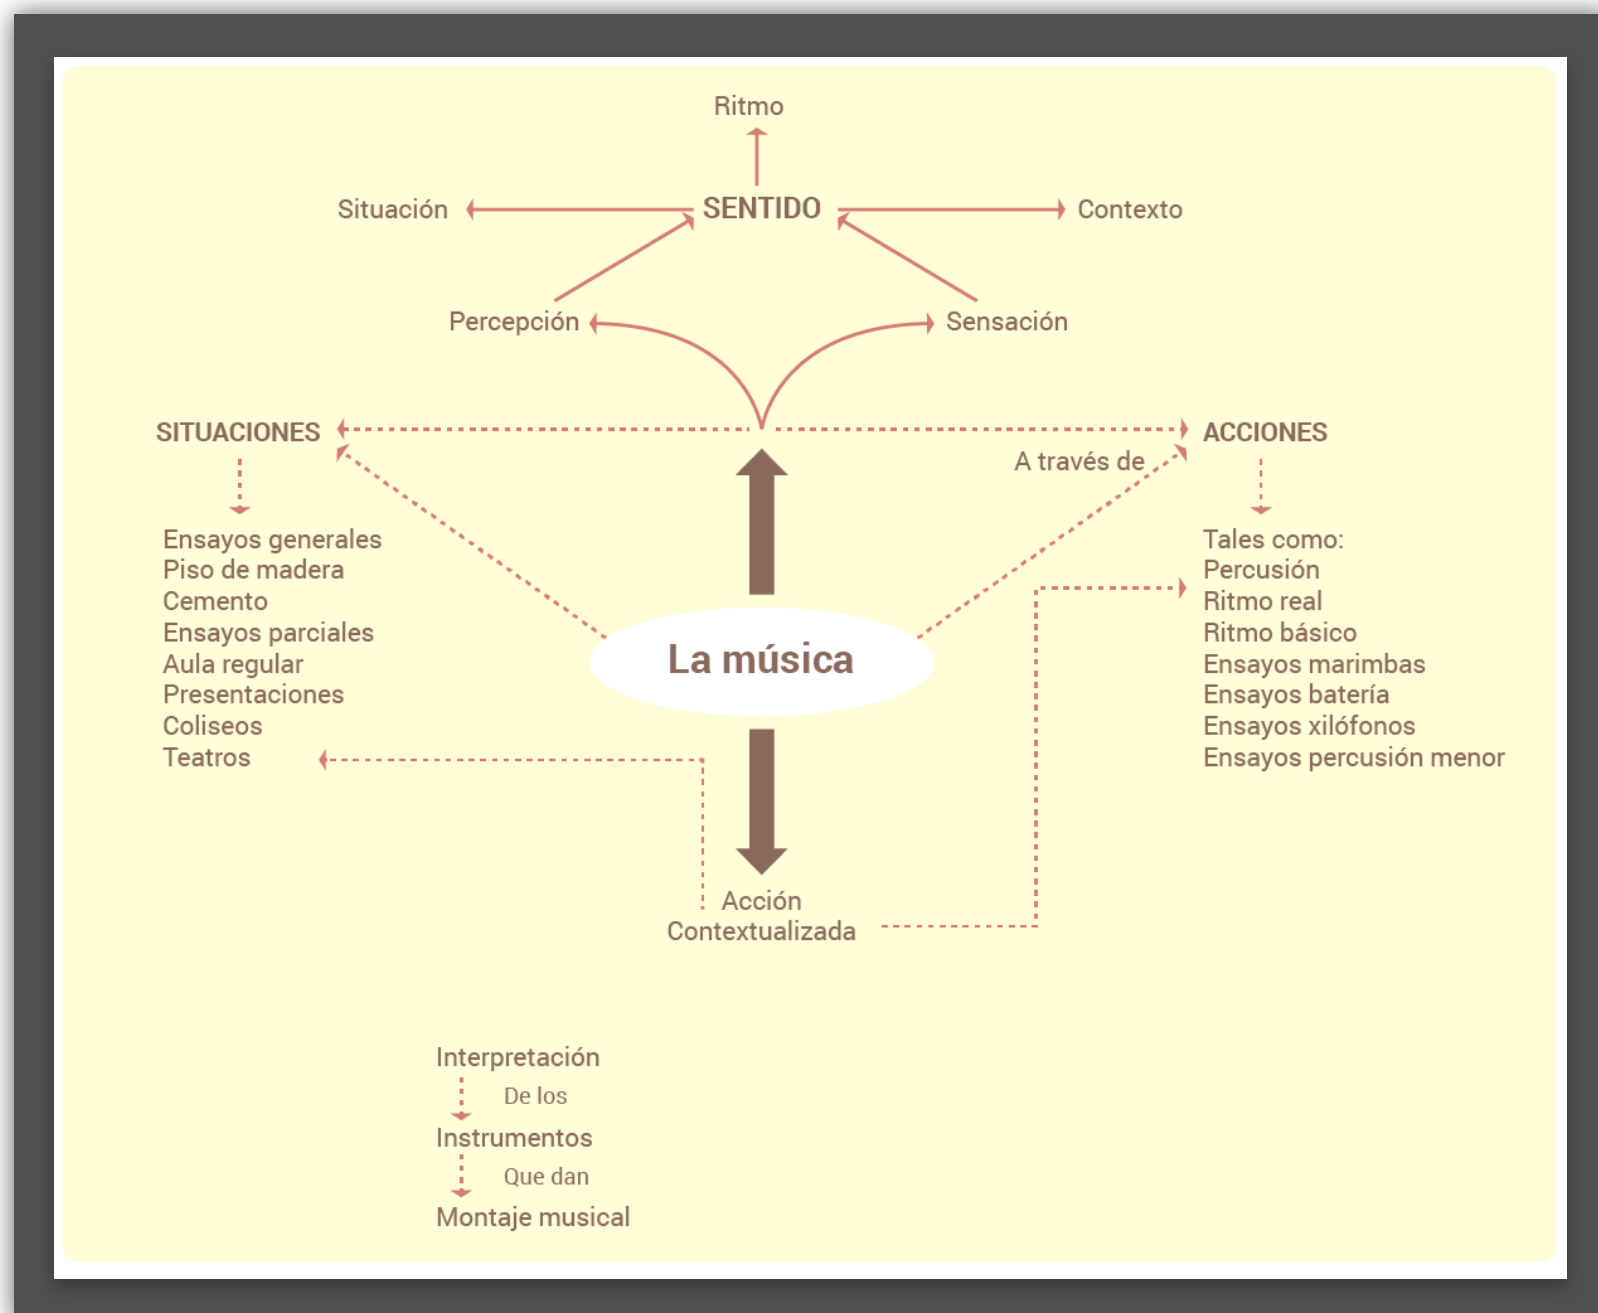 Ritmo
Situación
SENTIDO
Contexto
Percepción
Sensación
SITUACIONES
ACCIONES
A través de
Ensayos generales
Piso de madera
Cemento
Ensayos parciales
Aula regular
Presentaciones
Coliseos
Teatros
La música
Tales como:
Percusión
Ritmo real
Ritmo básico
Ensayos marimbas
Ensayos batería
Ensayos xilófonos
Ensayos percusión menor
Acción
Contextualizada
Interpretación
De los
Instrumentos
Que dan
Montaje musical